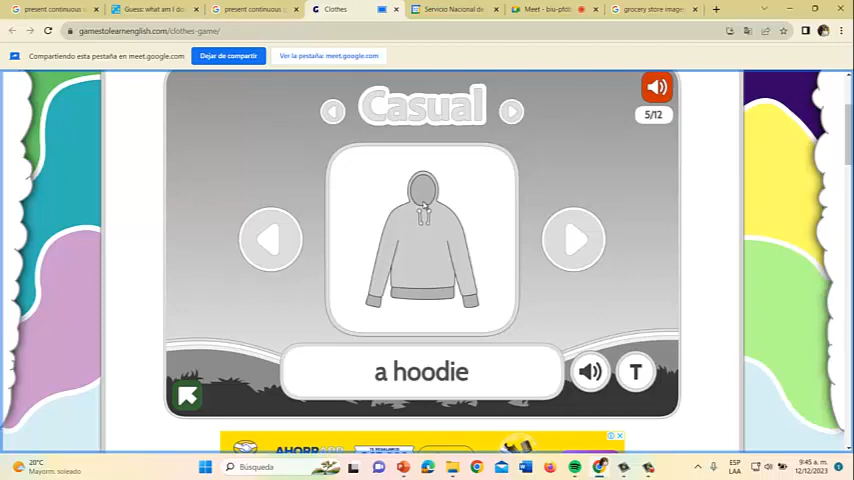 present continuous
Guess: what am I do
present continuous
Clothes
Servicio Nacional de
Meet - biu-pfot
grocery store image
gamestolearnenglish.com/clothes-game/
Compartiendo esta pestaña en meet.google.com
Dejar de compartir
Ver la pestaña: meet.google.com
Casual
5/12
a hoodie
T
20°C
Mayorm. soleado
Búsqueda
ESP
LAA
9:45 a. m.
12/12/2023